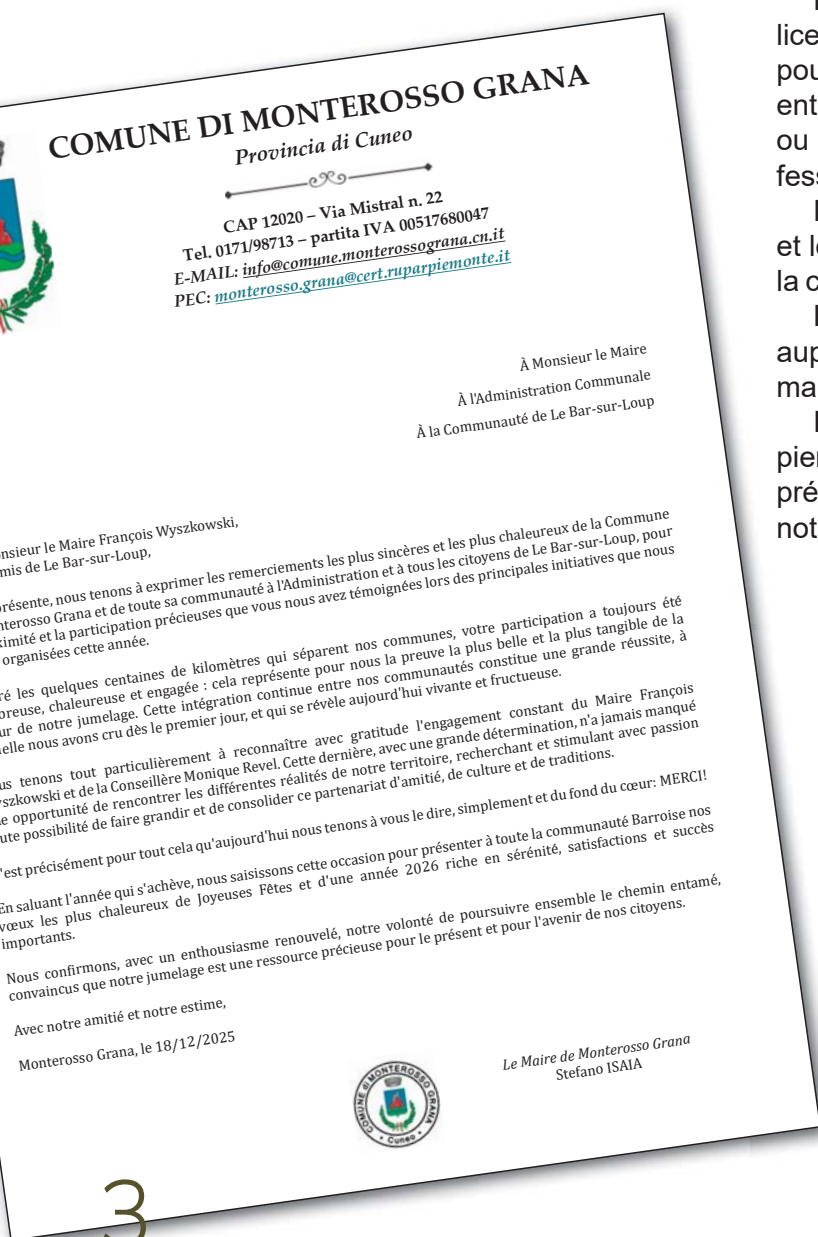 COMUNE DI MONTEROSSO GRANA
Provincia di Cuneo
CAP 12020 – Via Mistral n. 22
Tel. 0171/98713 – partita IVA 00517680047
E-MAIL: info@comune.monterossograna.cn.it
PEC: monterosso.grana@cert.ruparpiemonte.it
À Monsieur le Maire
À l'Administration Communale
À la Communauté de Le Bar-sur-Loup
le Maire François Wyszkowski,
de Le Bar-sur-Loup,
nous tenons à exprimer les remerciements les plus sincères et les plus chaleureux de la Commune
Grana et de toute sa communauté à l'Administration et à tous les citoyens de Le Bar-sur-Loup, pour
et la participation précieuses que vous nous avez témoignées lors des principales initiatives que nous
organisées cette année.
les quelques centaines de kilomètres qui séparent nos communes, votre participation a toujours été
chaleureuse et engagée : cela représente pour nous la preuve la plus belle et la plus tangible de la
de notre jumelage. Cette intégration continue entre nos communautés constitue une grande réussite, à
nous avons cru dès le premier jour, et qui se révèle aujourd'hui vivante et fructueuse.
tenons tout particulièrement à reconnaître avec gratitude l'engagement constant du Maire François
et de la Conseillère Monique Revel. Cette dernière, avec une grande détermination, n'a jamais manqué
opportunité de rencontrer les différentes réalités de notre territoire, recherchant et stimulant avec passion
possibilité de faire grandir et de consolider ce partenariat d'amitié, de culture et de traditions.
'est précisément pour tout cela qu'aujourd'hui nous tenons à vous le dire, simplement et du fond du cœur: MERCI!
En saluant l'année qui s'achève, nous saisissons cette occasion pour présenter à toute la communauté Barroise nos
vœux les plus chaleureux de Joyeuses Fêtes et d'une année 2026 riche en sérénité, satisfactions et succès
importants.
Nous confirmons, avec un enthousiasme renouvelé, notre volonté de poursuivre ensemble le chemin entamé,
convaincus que notre jumelage est une ressource précieuse pour le présent et pour l'avenir de nos citoyens.
Avec notre amitié et notre estime,
Monterosso Grana, le 18/12/2025
Le Maire de Monterosso Grana
Stefano ISAIA
COMUNE di MONTEROSSO GRANA
Cuneo
3
lice
pou
ent
ou
fess
et l
la c
aup
ma
pier
pré
not